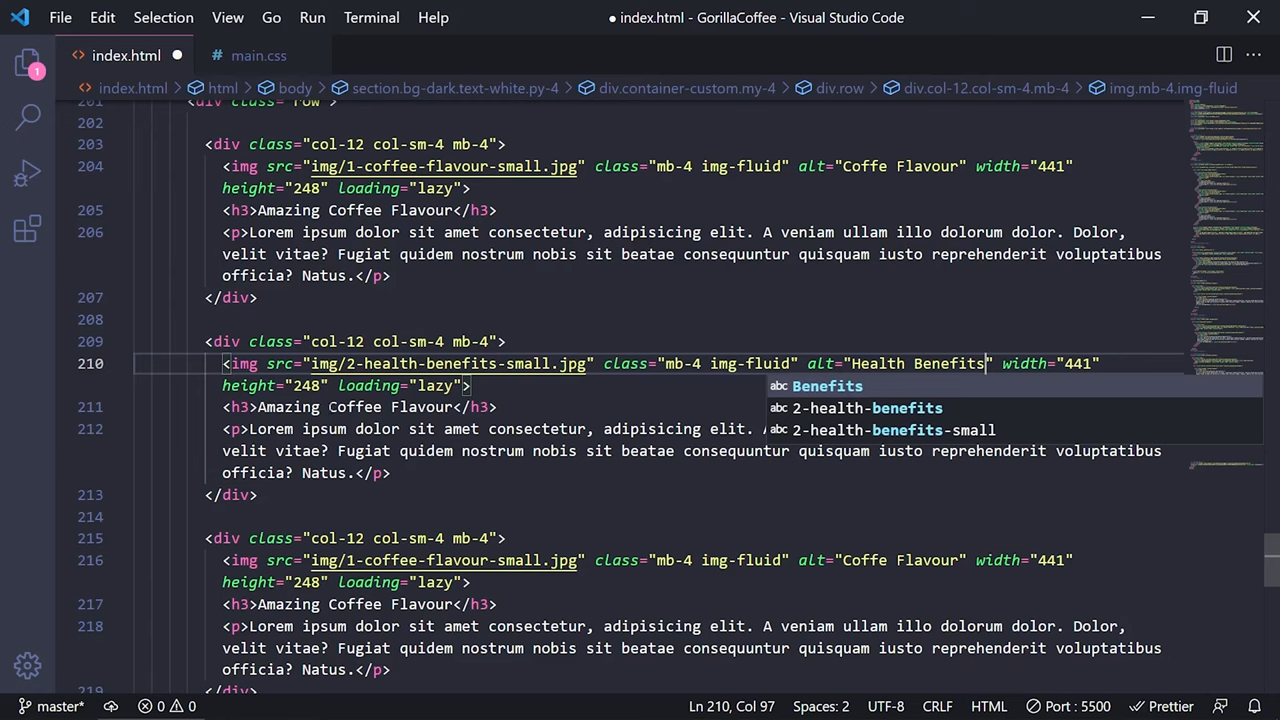 File Edit Selection View Go Run Terminal Help ● index.html - GorillaCoffee - Visual Studio Code
1
<> index.html ● # main.css
<> index.html > html > body > section.bg-dark.text-white.py-4 > div.container-custom.my-4 > div.row > div.col-12.col-sm-4.mb-4 > img.mb-4.img-fluid
201 <div class="row">
202
203 <div class="col-12 col-sm-4 mb-4">
204 <img src="img/1-coffee-flavour-small.jpg" class="mb-4 img-fluid" alt="Coffe Flavour" width="441"
height="248" loading="lazy">
205 <h3>Amazing Coffee Flavour</h3>
206 <p>Lorem ipsum dolor sit amet consectetur, adipisicing elit. A veniam ullam illo dolorum dolor. Dolor,
velit vitae? Fugiat quidem nostrum nobis sit beatae consequuntur quisquam iusto reprehenderit voluptatibus
officia? Natus.</p>
207 </div>
208
209 <div class="col-12 col-sm-4 mb-4">
210 <img src="img/2-health-benefits-small.jpg" class="mb-4 img-fluid" alt="Health Benefits" width="441"
height="248" loading="lazy">
Benefits
2-health-benefits
2-health-benefits-small
211 <h3>Amazing Coffee Flavour</h3>
212 <p>Lorem ipsum dolor sit amet consectetur, adipisicing elit. A
velit vitae? Fugiat quidem nostrum nobis sit beatae consequuntur quisquam iusto reprehenderit voluptatibus
officia? Natus.</p>
213 </div>
214
215 <div class="col-12 col-sm-4 mb-4">
216 <img src="img/1-coffee-flavour-small.jpg" class="mb-4 img-fluid" alt="Coffe Flavour" width="441"
height="248" loading="lazy">
217 <h3>Amazing Coffee Flavour</h3>
218 <p>Lorem ipsum dolor sit amet consectetur, adipisicing elit. A veniam ullam illo dolorum dolor. Dolor,
velit vitae? Fugiat quidem nostrum nobis sit beatae consequuntur quisquam iusto reprehenderit voluptatibus
officia? Natus.</p>
219 </div>
master* 0 0 Ln 210, Col 97 Spaces: 2 UTF-8 CRLF HTML Port : 5500 Prettier